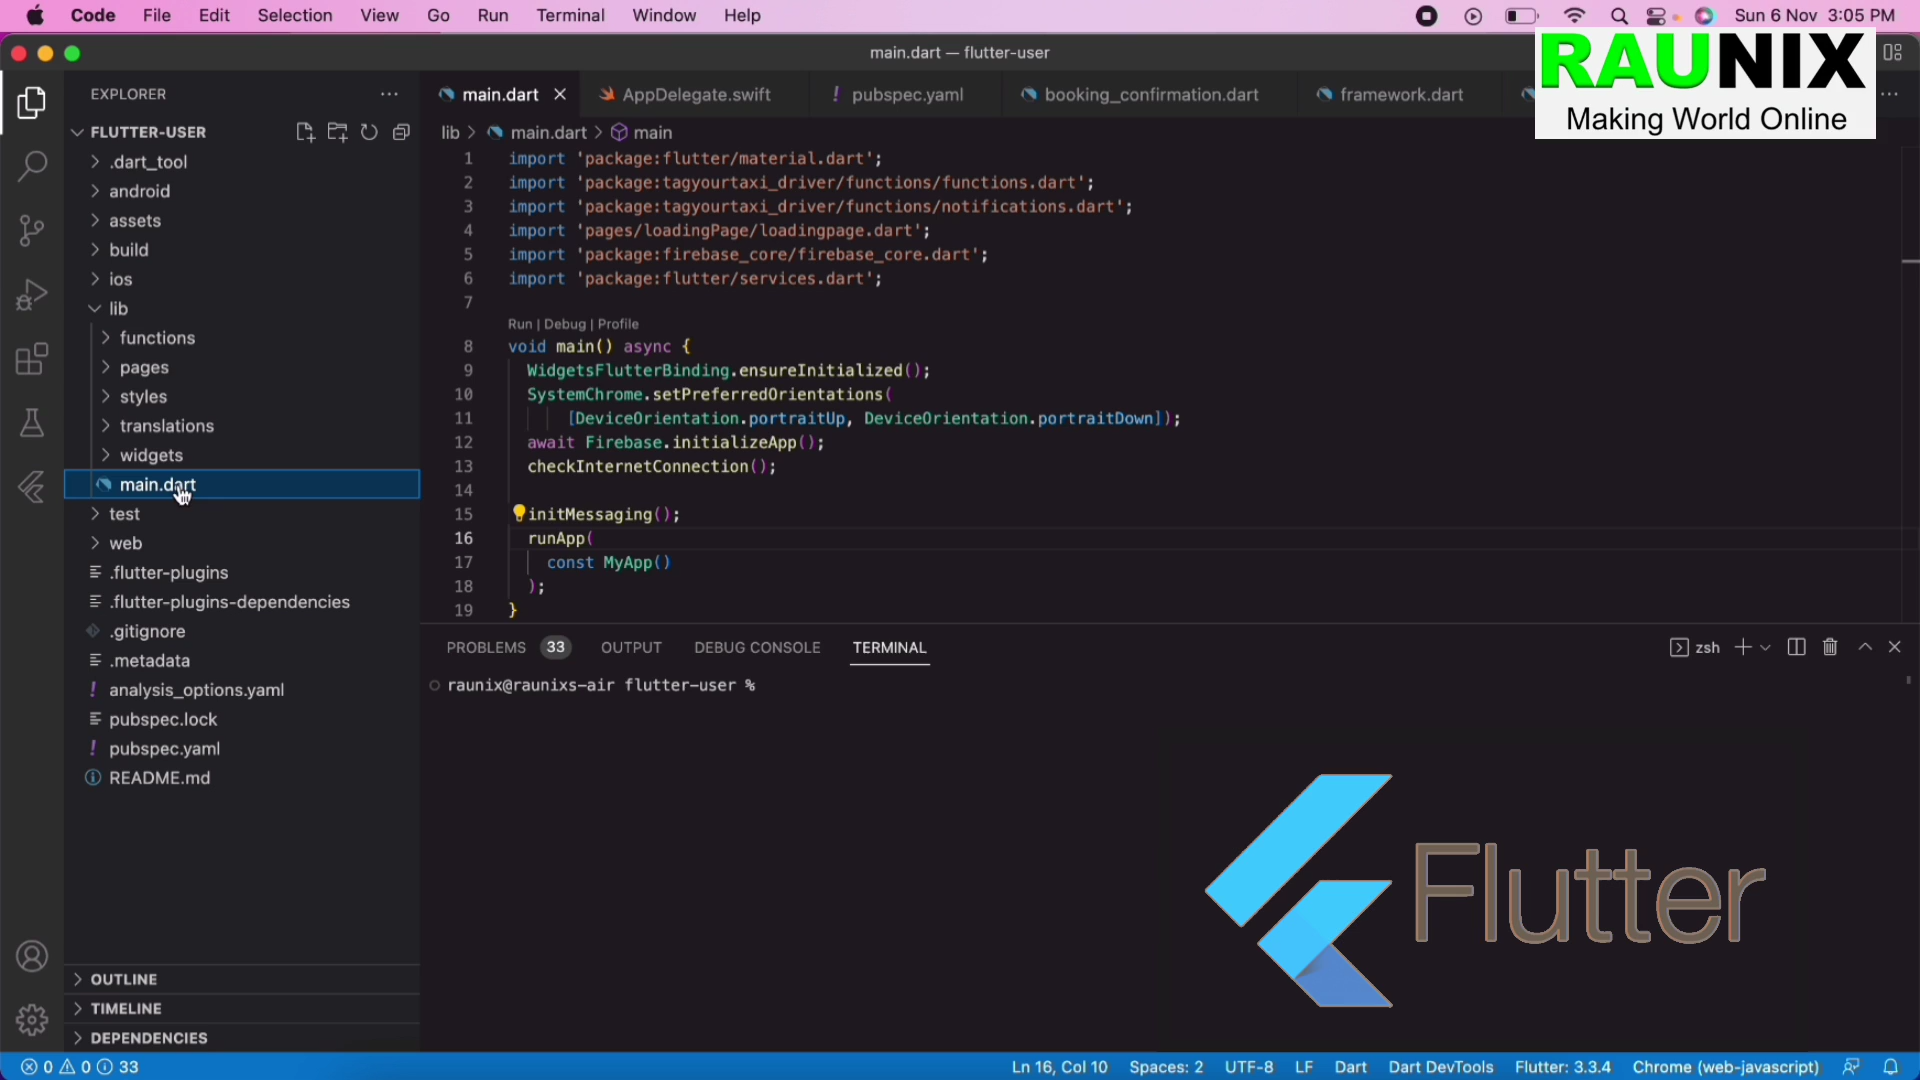 Code File Edit Selection View Go Run Terminal Window Help Sun 6 Nov 3:05 PM
main.dart — flutter-user
RAUNIX
Making World Online
EXPLORER
main.dart AppDelegate.swift pubspec.yaml booking_confirmation.dart framework.dart
FLUTTER-USER
.dart_tool
android
assets
build
ios
lib
functions
pages
styles
translations
widgets
main.dart
test
web
.flutter-plugins
.flutter-plugins-dependencies
.gitignore
.metadata
analysis_options.yaml
pubspec.lock
pubspec.yaml
README.md
OUTLINE
TIMELINE
DEPENDENCIES
lib > main.dart > main
1 import 'package:flutter/material.dart';
2 import 'package:tagyourtaxi_driver/functions/functions.dart';
3 import 'package:tagyourtaxi_driver/functions/notifications.dart';
4 import 'pages/loadingPage/loadingpage.dart';
5 import 'package:firebase_core/firebase_core.dart';
6 import 'package:flutter/services.dart';
7
Run | Debug | Profile
8 void main() async {
9 WidgetsFlutterBinding.ensureInitialized();
10 SystemChrome.setPreferredOrientations(
11 [DeviceOrientation.portraitUp, DeviceOrientation.portraitDown]);
12 await Firebase.initializeApp();
13 checkInternetConnection();
14
15 initMessaging();
16 runApp(
17 const MyApp()
18 );
19 }
PROBLEMS 33 OUTPUT DEBUG CONSOLE TERMINAL zsh
raunix@raunixs-air flutter-user %
Flutter
0 0 33 Ln 16, Col 10 Spaces: 2 UTF-8 LF Dart Dart DevTools Flutter: 3.3.4 Chrome (web-javascript)